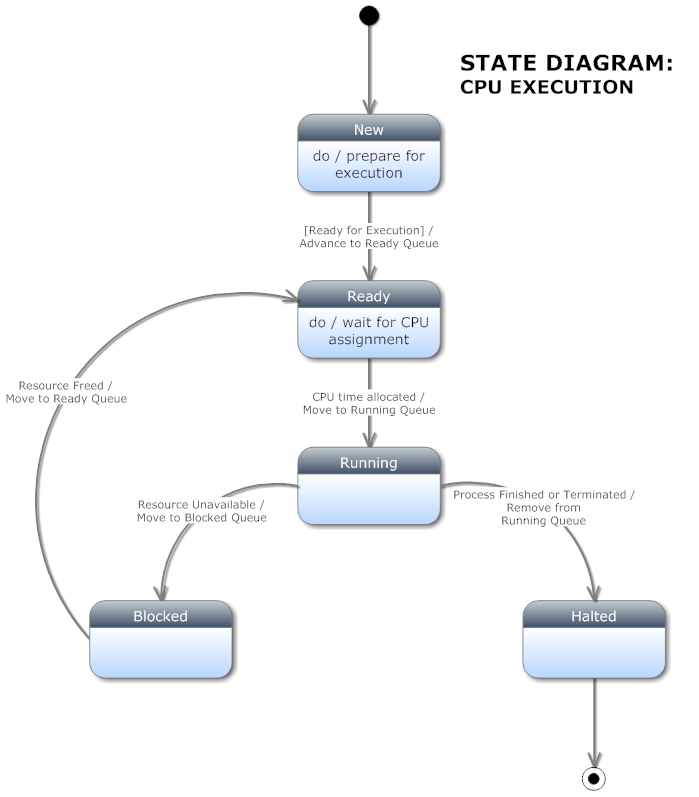 STATE DIAGRAM:
CPU EXECUTION
New
do / prepare for
execution
[Ready for Execution] /
Advance to Ready Queue
Ready
do / wait for CPU
assignment
Resource Freed /
Move to Ready Queue
CPU time allocated /
Move to Running Queue
Running
Resource Unavailable /
Move to Blocked Queue
Process Finished or Terminated /
Remove from
Running Queue
Blocked
Halted